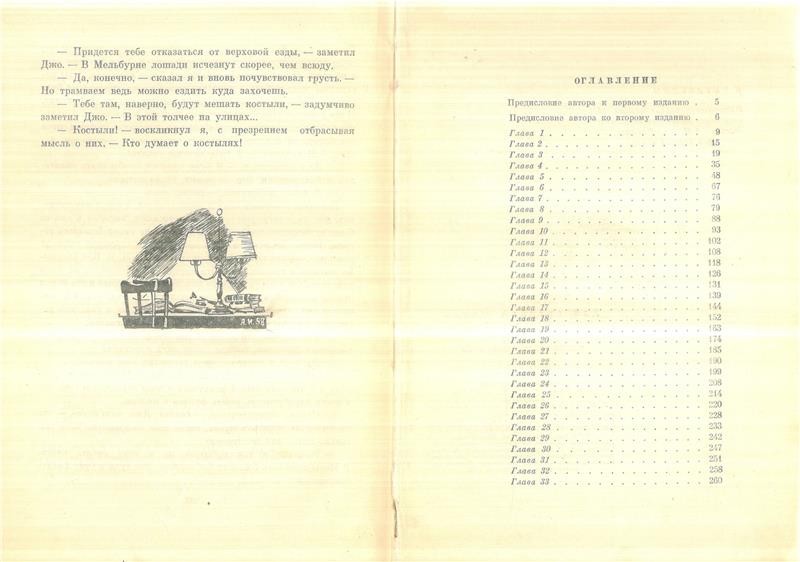 — Придется тебе отказаться от верховой езды, — заметил
Джо. — В Мельбурне лошади исчезнут скорее, чем всюду.
— Да, конечно, — сказал я и вновь почувствовал грусть. —
Но трамваем ведь можно ездить куда захочешь.
— Тебе там, наверно, будут мешать костыли, — задумчиво
заметил Джо. — В этой толчее на улицах...
— Костыли! — воскликнул я, с презрением отбрасывая
мысль о них. — Кто думает о костылях!
А.И.58
ОГЛАВЛЕНИЕ
Предисловие автора к первому изданию . 5
Предисловие автора ко второму изданию . 6
Глава 1 . . . . . . . . . . . . . 9
Глава 2 . . . . . . . . . . . . . 15
Глава 3 . . . . . . . . . . . . . 19
Глава 4 . . . . . . . . . . . . . 35
Глава 5 . . . . . . . . . . . . . 48
Глава 6 . . . . . . . . . . . . . 67
Глава 7 . . . . . . . . . . . . . 76
Глава 8 . . . . . . . . . . . . . 79
Глава 9 . . . . . . . . . . . . . 88
Глава 10 . . . . . . . . . . . . . 93
Глава 11 . . . . . . . . . . . . . 102
Глава 12 . . . . . . . . . . . . . 108
Глава 13 . . . . . . . . . . . . . 118
Глава 14 . . . . . . . . . . . . . 126
Глава 15 . . . . . . . . . . . . . 131
Глава 16 . . . . . . . . . . . . . 139
Глава 17 . . . . . . . . . . . . . 144
Глава 18 . . . . . . . . . . . . . 152
Глава 19 . . . . . . . . . . . . . 163
Глава 20 . . . . . . . . . . . . . 174
Глава 21 . . . . . . . . . . . . . 185
Глава 22 . . . . . . . . . . . . . 190
Глава 23 . . . . . . . . . . . . . 199
Глава 24 . . . . . . . . . . . . . 208
Глава 25 . . . . . . . . . . . . . 214
Глава 26 . . . . . . . . . . . . . 220
Глава 27 . . . . . . . . . . . . . 228
Глава 28 . . . . . . . . . . . . . 233
Глава 29 . . . . . . . . . . . . . 242
Глава 30 . . . . . . . . . . . . . 247
Глава 31 . . . . . . . . . . . . . 251
Глава 32 . . . . . . . . . . . . . 258
Глава 33 . . . . . . . . . . . . . 260